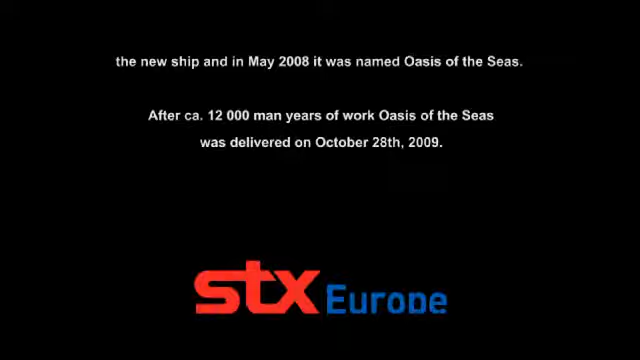 the new ship and in May 2008 it was named Oasis of the Seas.
After ca. 12 000 man years of work Oasis of the Seas
was delivered on October 28th, 2009.
stx Europe